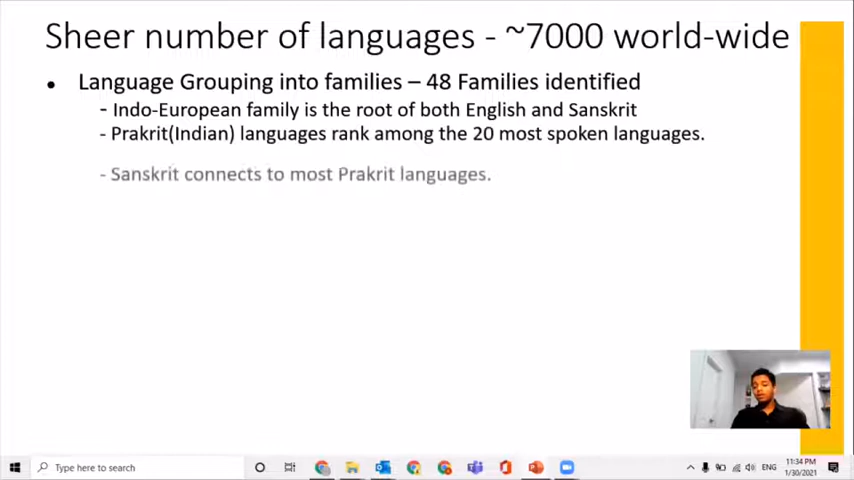 Sheer number of languages - ~7000 world-wide
● Language Grouping into families – 48 Families identified
- Indo-European family is the root of both English and Sanskrit
- Prakrit(Indian) languages rank among the 20 most spoken languages.
- Sanskrit connects to most Prakrit languages.
Type here to search
ENG
11:34 PM
1/30/2021